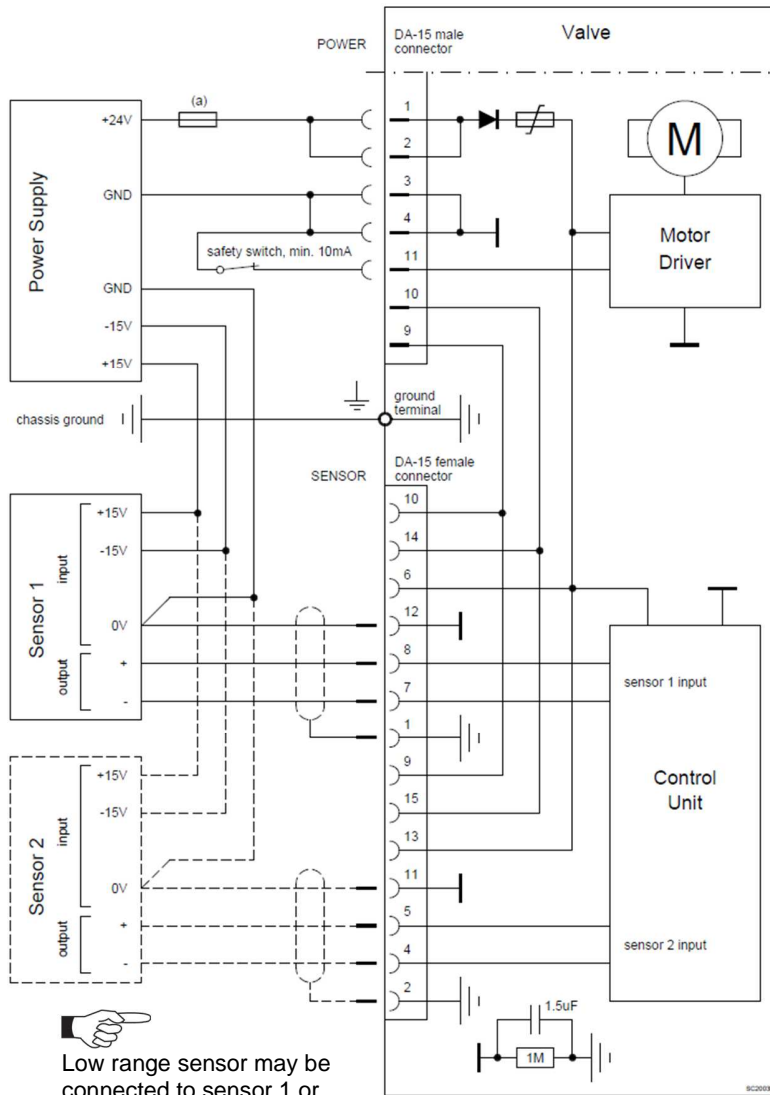 Valve
POWER
DA-15 male
connector
Power Supply
+24V
(a)
GND
safety switch, min. 10mA
GND
-15V
+15V
1
2
3
4
11
10
9
M
Motor
Driver
chassis ground
ground
terminal
SENSOR
DA-15 female
connector
Sensor 1
input
+15V
-15V
0V
output
+
-
10
14
6
12
8
7
1
9
15
13
11
5
4
2
sensor 1 input
Control
Unit
sensor 2 input
Sensor 2
input
+15V
-15V
0V
output
+
-
1.5uF
1M
Low range sensor may be
connected to sensor 1 or